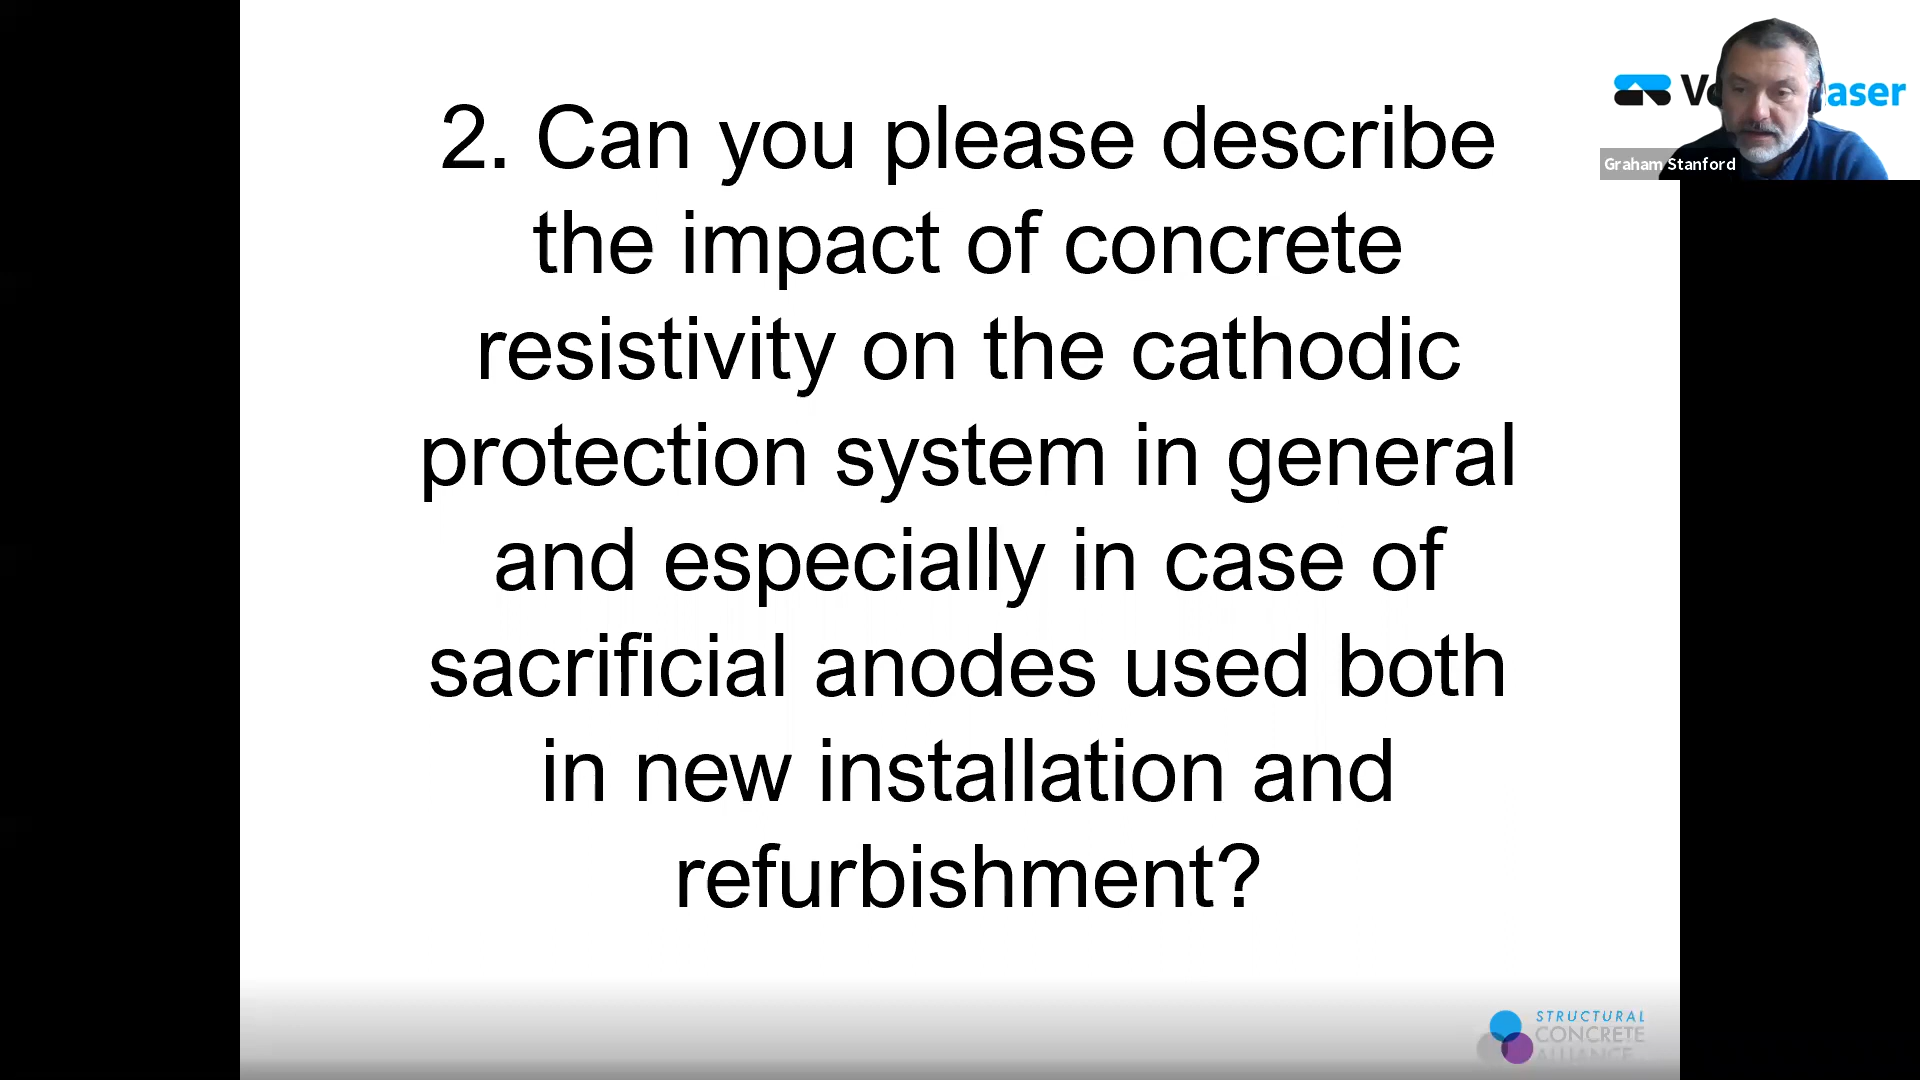 2. Can you please describe
the impact of concrete
resistivity on the cathodic
protection system in general
and especially in case of
sacrificial anodes used both
in new installation and
refurbishment?
Graham Stanford
STRUCTURAL
CONCRETE
ALLIANCE